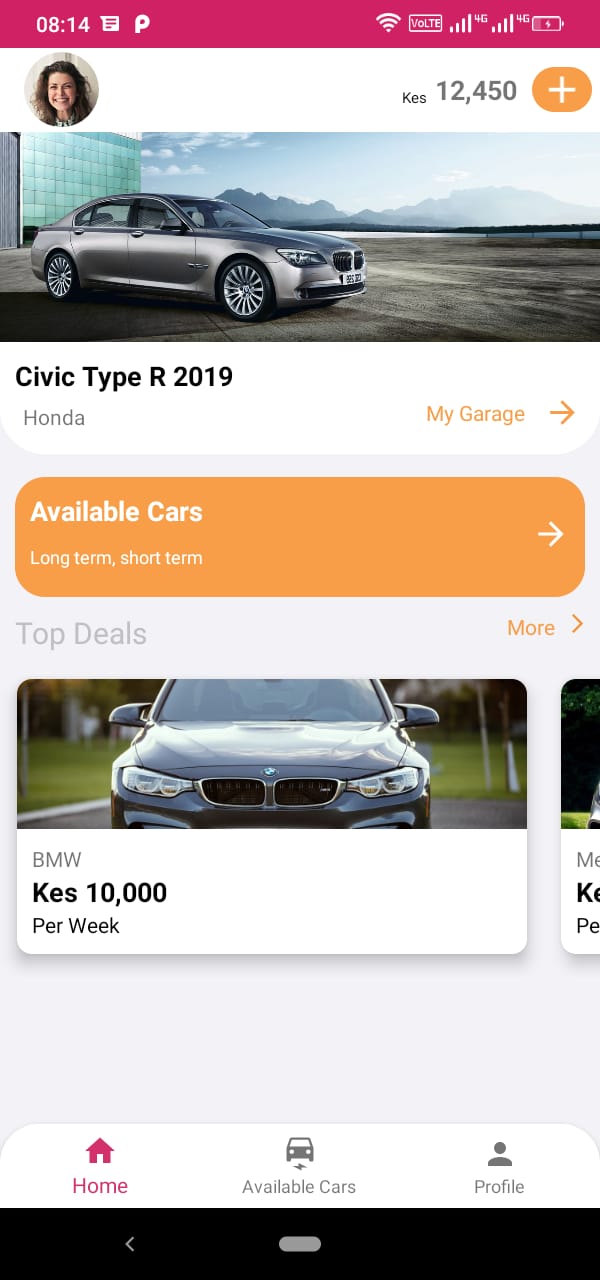 08:14
VoLTE 4G 4G
Kes 12,450
Civic Type R 2019
Honda
My Garage
Available Cars
Long term, short term
Top Deals
More
BMW
Kes 10,000
Per Week
Me
Ke
Pe
Home
Available Cars
Profile